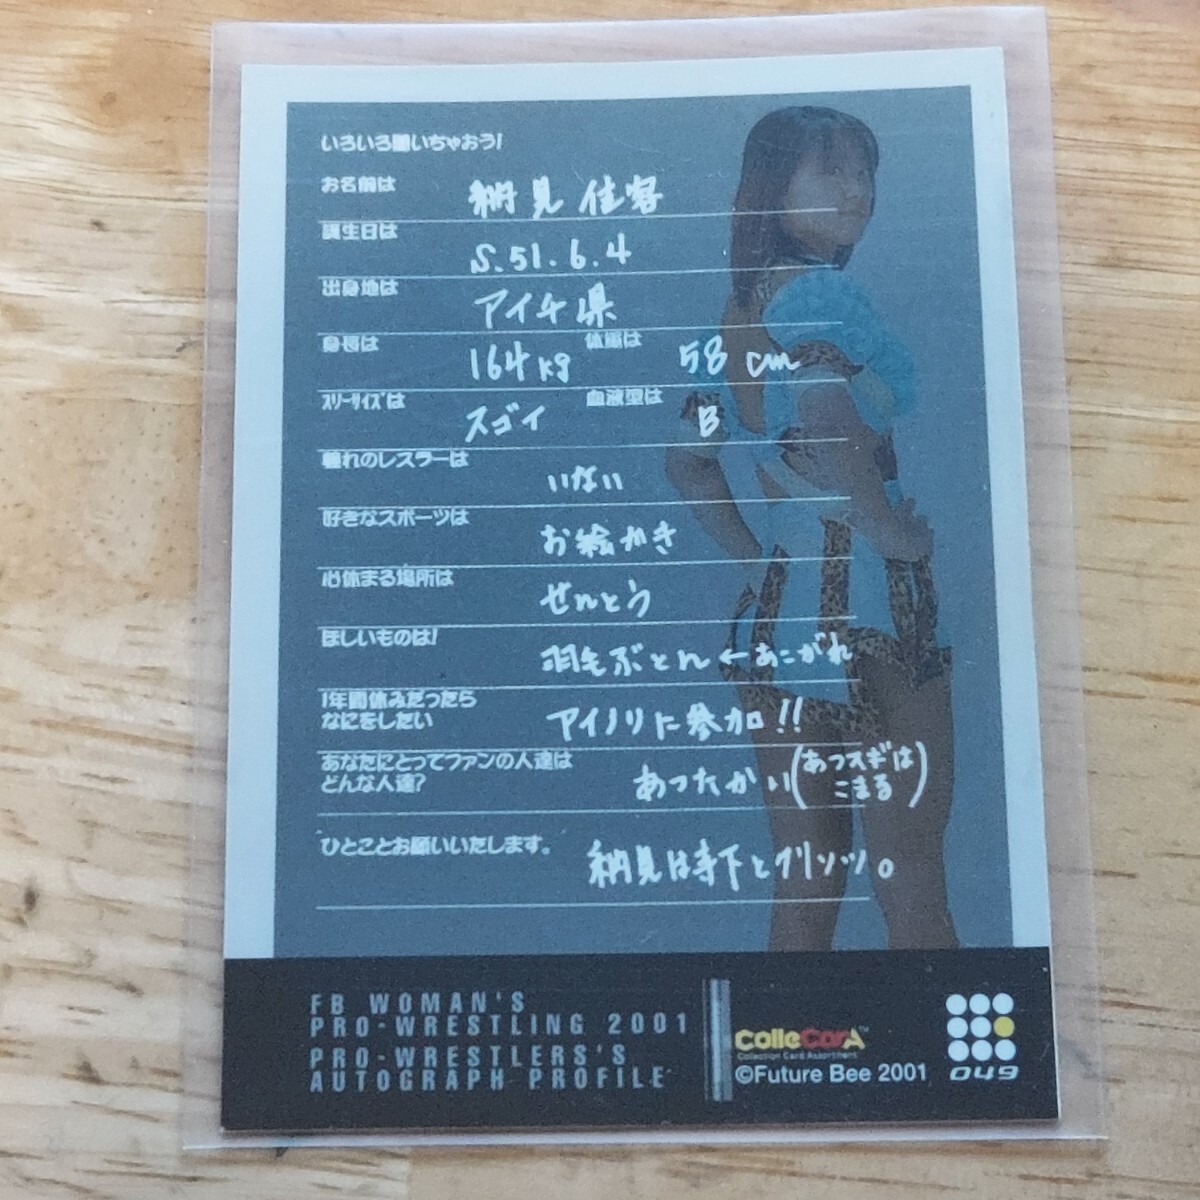 いろいろ聞いちゃおう!
お名前は 納見 佳容
誕生日は S.51.6.4
出身地は アイチ県
身長は 164kg 体重は 58cm
スリーサイズは スゴイ 血液型は B
憧れのレスラーは いない
好きなスポーツは お絵かき
心休まる場所は せんとう
ほしいものは! 羽毛ぶとん←あこがれ
1年間休みだったら
なにをしたい アイノリに参加!!
あなたにとってファンの人達は
どんな人達? あったかい(あつスギは
こまる)
ひとことお願いいたします。 納見は寺下とクリソツ。
FB WOMAN'S
PRO-WRESTLING 2001
PRO-WRESTLERS'S
AUTOGRAPH PROFILE
ColleCarA™
Collection Card Assortment
©Future Bee 2001
049